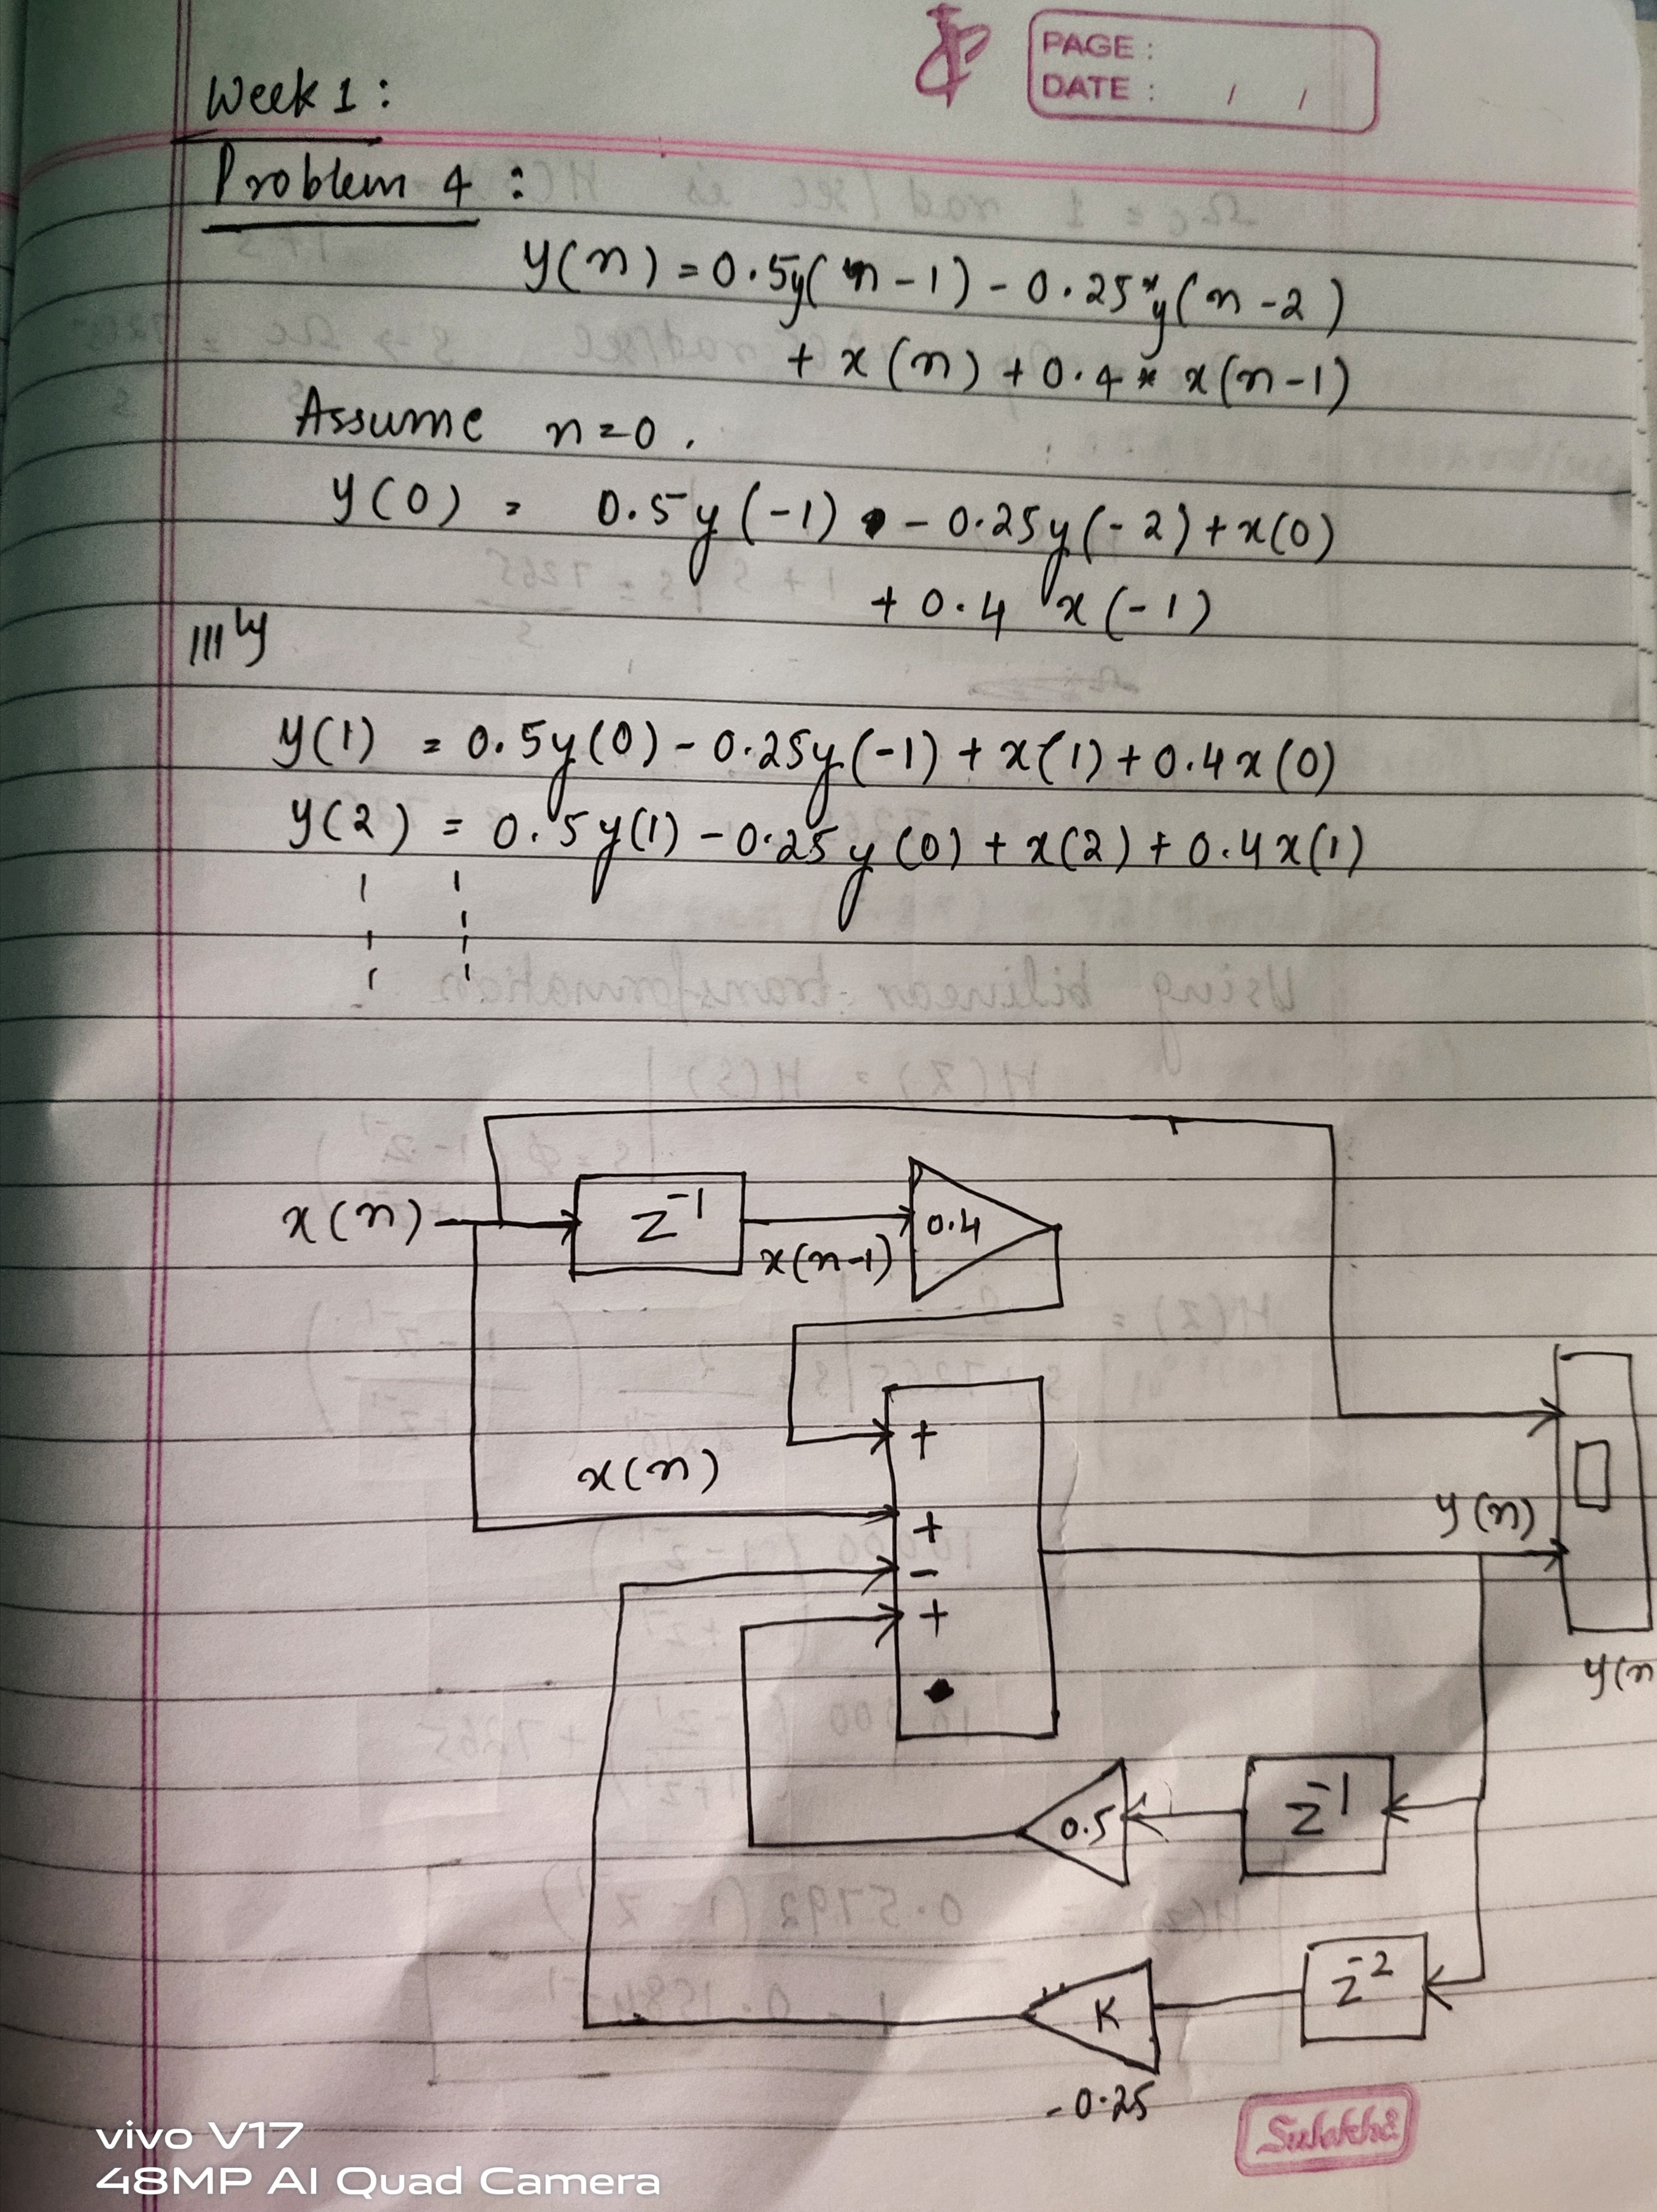 PAGE :
DATE : / /
Week 1 :
Problem 4 :
y(n) = 0.5y(n-1) - 0.25*y(n-2)
+ x(n) + 0.4 * x(n-1)
Assume n=0.
y(0) = 0.5y(-1) - 0.25y(-2) + x(0)
+ 0.4 x(-1)
|||ly
y(1) = 0.5y(0) - 0.25y(-1) + x(1) + 0.4x(0)
y(2) = 0.5y(1) - 0.25y(0) + x(2) + 0.4x(1)
x(n)
z⁻¹
x(n-1)
0.4
+
x(n)
+
-
+
y(n)
y(n
0.5
z⁻¹
K
z⁻²
-0.25
vivo V17
48MP AI Quad Camera